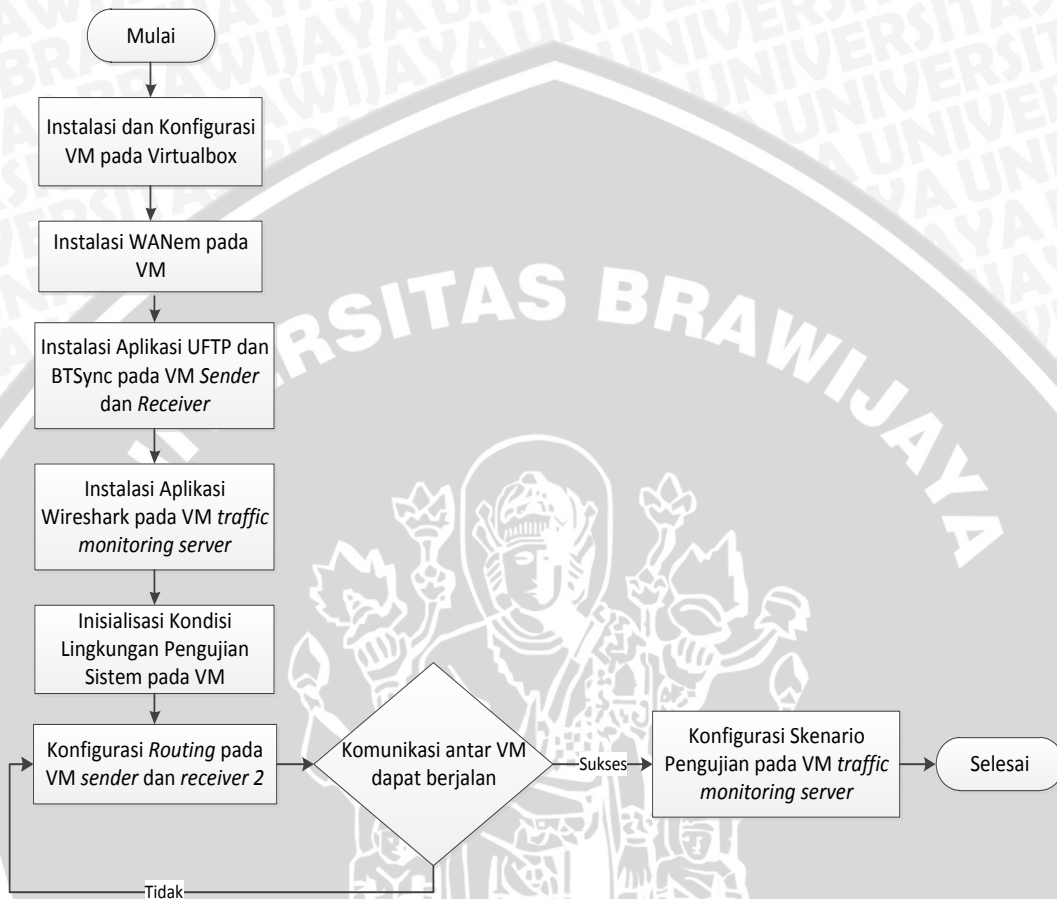 Mulai
Instalasi dan Konfigurasi
VM pada Virtualbox
Instalasi WANem pada
VM
Instalasi Aplikasi UFTP dan
BTSync pada VM Sender
dan Receiver
Instalasi Aplikasi
Wireshark pada VM traffic
monitoring server
Inisialisasi Kondisi
Lingkungan Pengujian
Sistem pada VM
Konfigurasi Routing pada
VM sender dan receiver 2
Komunikasi antar VM
dapat berjalan
Sukses
Konfigurasi Skenario
Pengujian pada VM traffic
monitoring server
Selesai
Tidak
ERSITAS BRAWIJAYA